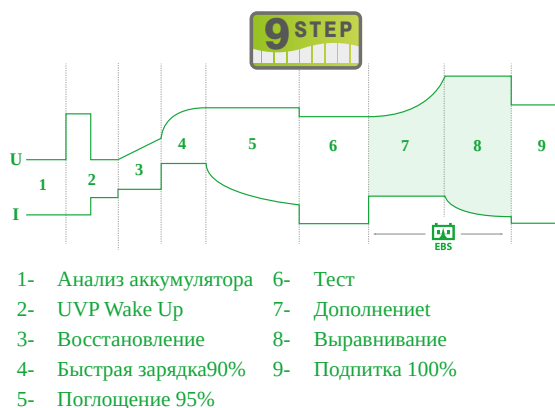 9 STEP
U
I
1
2
3
4
5
6
7
8
9
EBS
1- Анализ аккумулятора
2- UVP Wake Up
3- Восстановление
4- Быстрая зарядка90%
5- Поглощение 95%
6- Тест
7- Дополнениеt
8- Выравнивание
9- Подпитка 100%